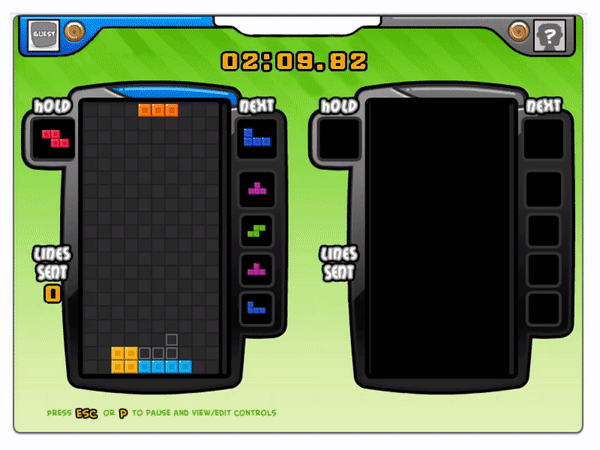 GUEST
?
02:09.82
HOLD
NEXT
HOLD
NEXT
LINES
SENT
0
LINES
SENT
PRESS ESC OR P TO PAUSE AND VIEW/EDIT CONTROLS